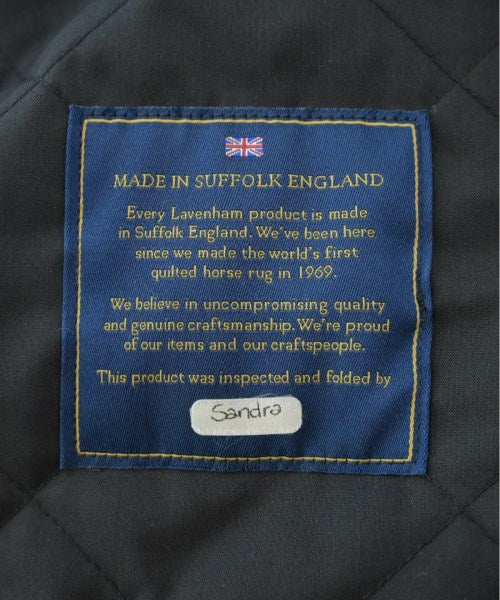 MADE IN SUFFOLK ENGLAND
Every Lavenham product is made
in Suffolk England. We've been here
since we made the world's first
quilted horse rug in 1969.
We believe in uncompromising quality
and genuine craftsmanship. We're proud
of our items and our craftspeople.
This product was inspected and folded by
Sandra